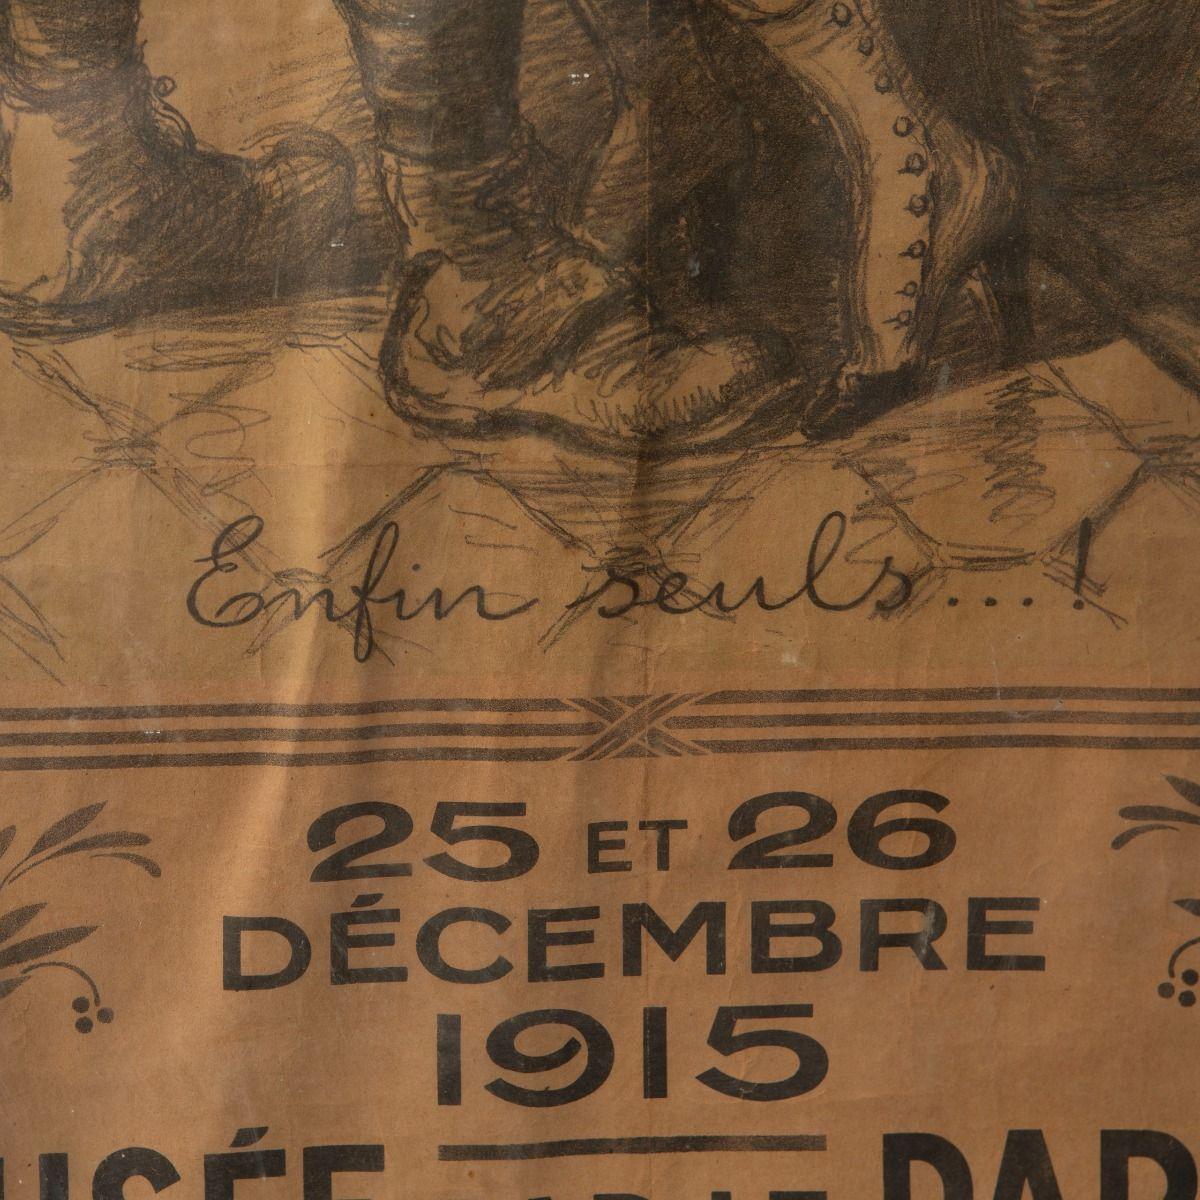 Enfin seuls...!
25 ET 26
DÉCEMBRE
1915